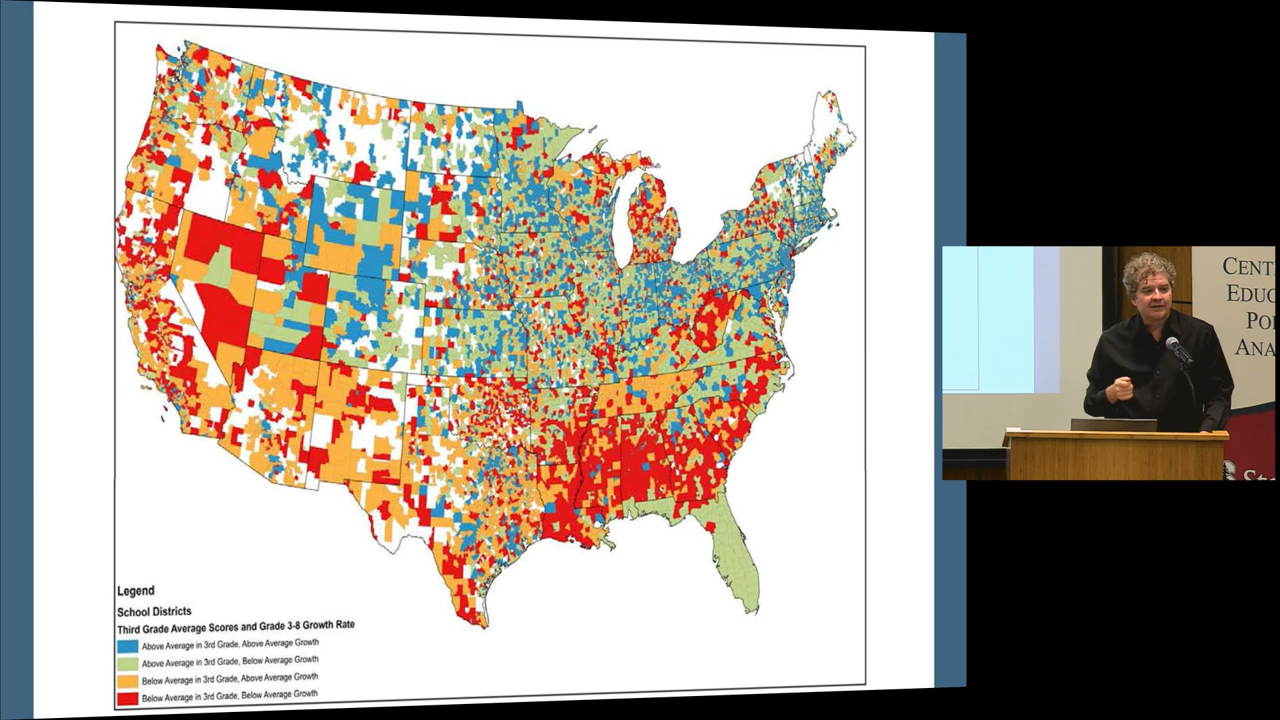 Legend
School Districts
Third Grade Average Scores and Grade 3-8 Growth Rate
Above Average in 3rd Grade, Above Average Growth
Above Average in 3rd Grade, Below Average Growth
Below Average in 3rd Grade, Above Average Growth
Below Average in 3rd Grade, Below Average Growth
CENT
EDUC
PO
ANA